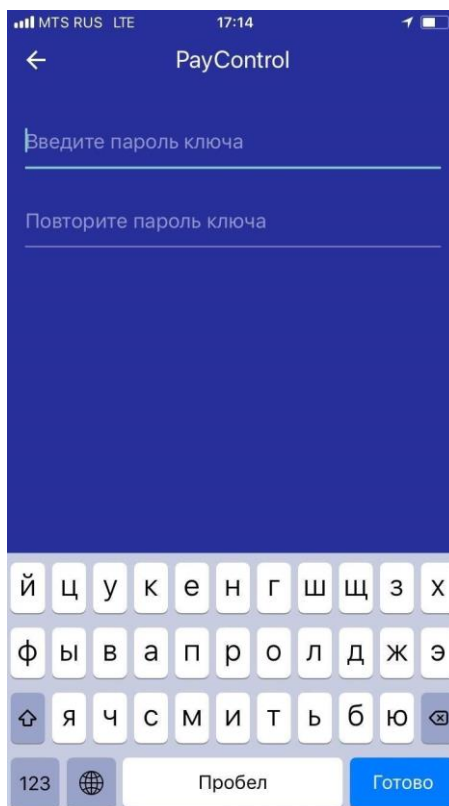 MTS RUS LTE 17:14
PayControl
Введите пароль ключа
Повторите пароль ключа
й ц у к е н г ш щ з х
ф ы в а п р о л д ж э
я ч с м и т ь б ю
123 Пробел Готово